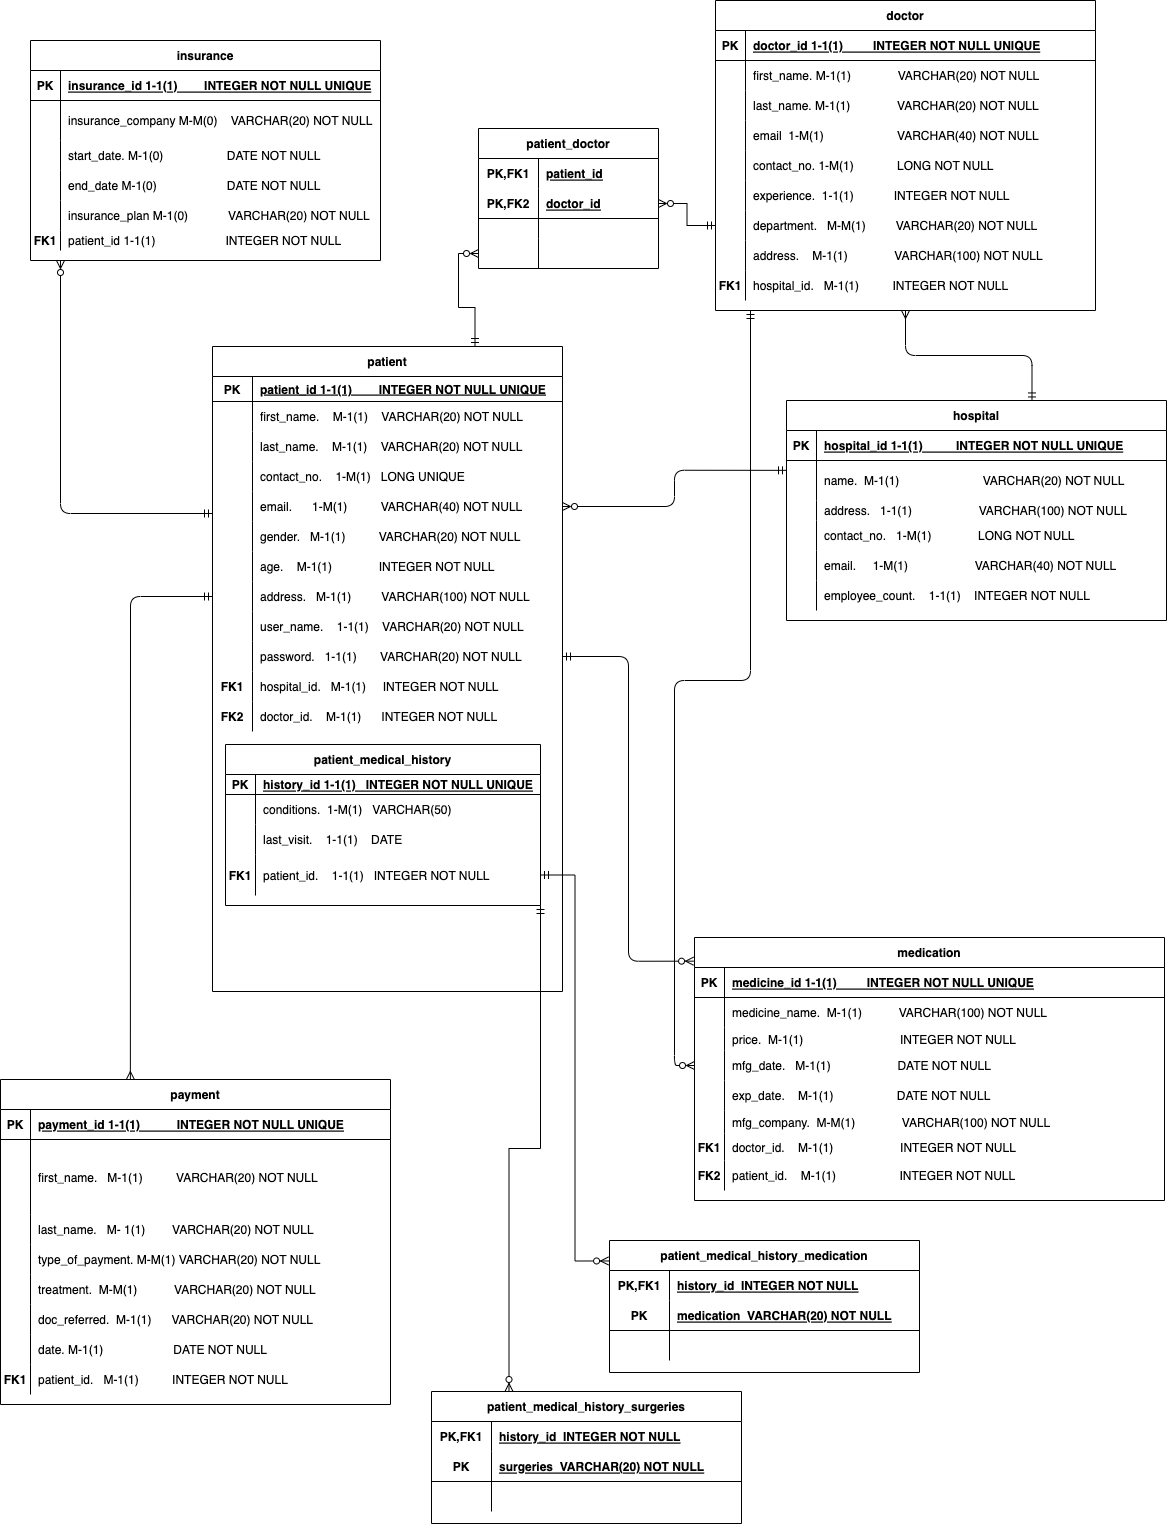 insurance
PK insurance_id 1-1(1) INTEGER NOT NULL UNIQUE
insurance_company M-M(0) VARCHAR(20) NOT NULL
start_date. M-1(0) DATE NOT NULL
end_date M-1(0) DATE NOT NULL
insurance_plan M-1(0) VARCHAR(20) NOT NULL
FK1 patient_id 1-1(1) INTEGER NOT NULL
doctor
PK doctor_id 1-1(1) INTEGER NOT NULL UNIQUE
first_name. M-1(1) VARCHAR(20) NOT NULL
last_name. M-1(1) VARCHAR(20) NOT NULL
email 1-M(1) VARCHAR(40) NOT NULL
contact_no. 1-M(1) LONG NOT NULL
experience. 1-1(1) INTEGER NOT NULL
department. M-M(1) VARCHAR(20) NOT NULL
address. M-1(1) VARCHAR(100) NOT NULL
FK1 hospital_id. M-1(1) INTEGER NOT NULL
patient_doctor
PK,FK1 patient_id
PK,FK2 doctor_id
patient
PK patient_id 1-1(1) INTEGER NOT NULL UNIQUE
first_name. M-1(1) VARCHAR(20) NOT NULL
last_name. M-1(1) VARCHAR(20) NOT NULL
contact_no. 1-M(1) LONG UNIQUE
email. 1-M(1) VARCHAR(40) NOT NULL
gender. M-1(1) VARCHAR(20) NOT NULL
age. M-1(1) INTEGER NOT NULL
address. M-1(1) VARCHAR(100) NOT NULL
user_name. 1-1(1) VARCHAR(20) NOT NULL
password. 1-1(1) VARCHAR(20) NOT NULL
FK1 hospital_id. M-1(1) INTEGER NOT NULL
FK2 doctor_id. M-1(1) INTEGER NOT NULL
patient_medical_history
PK history_id 1-1(1) INTEGER NOT NULL UNIQUE
conditions. 1-M(1) VARCHAR(50)
last_visit. 1-1(1) DATE
FK1 patient_id. 1-1(1) INTEGER NOT NULL
hospital
PK hospital_id 1-1(1) INTEGER NOT NULL UNIQUE
name. M-1(1) VARCHAR(20) NOT NULL
address. 1-1(1) VARCHAR(100) NOT NULL
contact_no. 1-M(1) LONG NOT NULL
email. 1-M(1) VARCHAR(40) NOT NULL
employee_count. 1-1(1) INTEGER NOT NULL
medication
PK medicine_id 1-1(1) INTEGER NOT NULL UNIQUE
medicine_name. M-1(1) VARCHAR(100) NOT NULL
price. M-1(1) INTEGER NOT NULL
mfg_date. M-1(1) DATE NOT NULL
exp_date. M-1(1) DATE NOT NULL
mfg_company. M-M(1) VARCHAR(100) NOT NULL
FK1 doctor_id. M-1(1) INTEGER NOT NULL
FK2 patient_id. M-1(1) INTEGER NOT NULL
payment
PK payment_id 1-1(1) INTEGER NOT NULL UNIQUE
first_name. M-1(1) VARCHAR(20) NOT NULL
last_name. M- 1(1) VARCHAR(20) NOT NULL
type_of_payment. M-M(1) VARCHAR(20) NOT NULL
treatment. M-M(1) VARCHAR(20) NOT NULL
doc_referred. M-1(1) VARCHAR(20) NOT NULL
date. M-1(1) DATE NOT NULL
FK1 patient_id. M-1(1) INTEGER NOT NULL
patient_medical_history_medication
PK,FK1 history_id INTEGER NOT NULL
PK medication VARCHAR(20) NOT NULL
patient_medical_history_surgeries
PK,FK1 history_id INTEGER NOT NULL
PK surgeries VARCHAR(20) NOT NULL